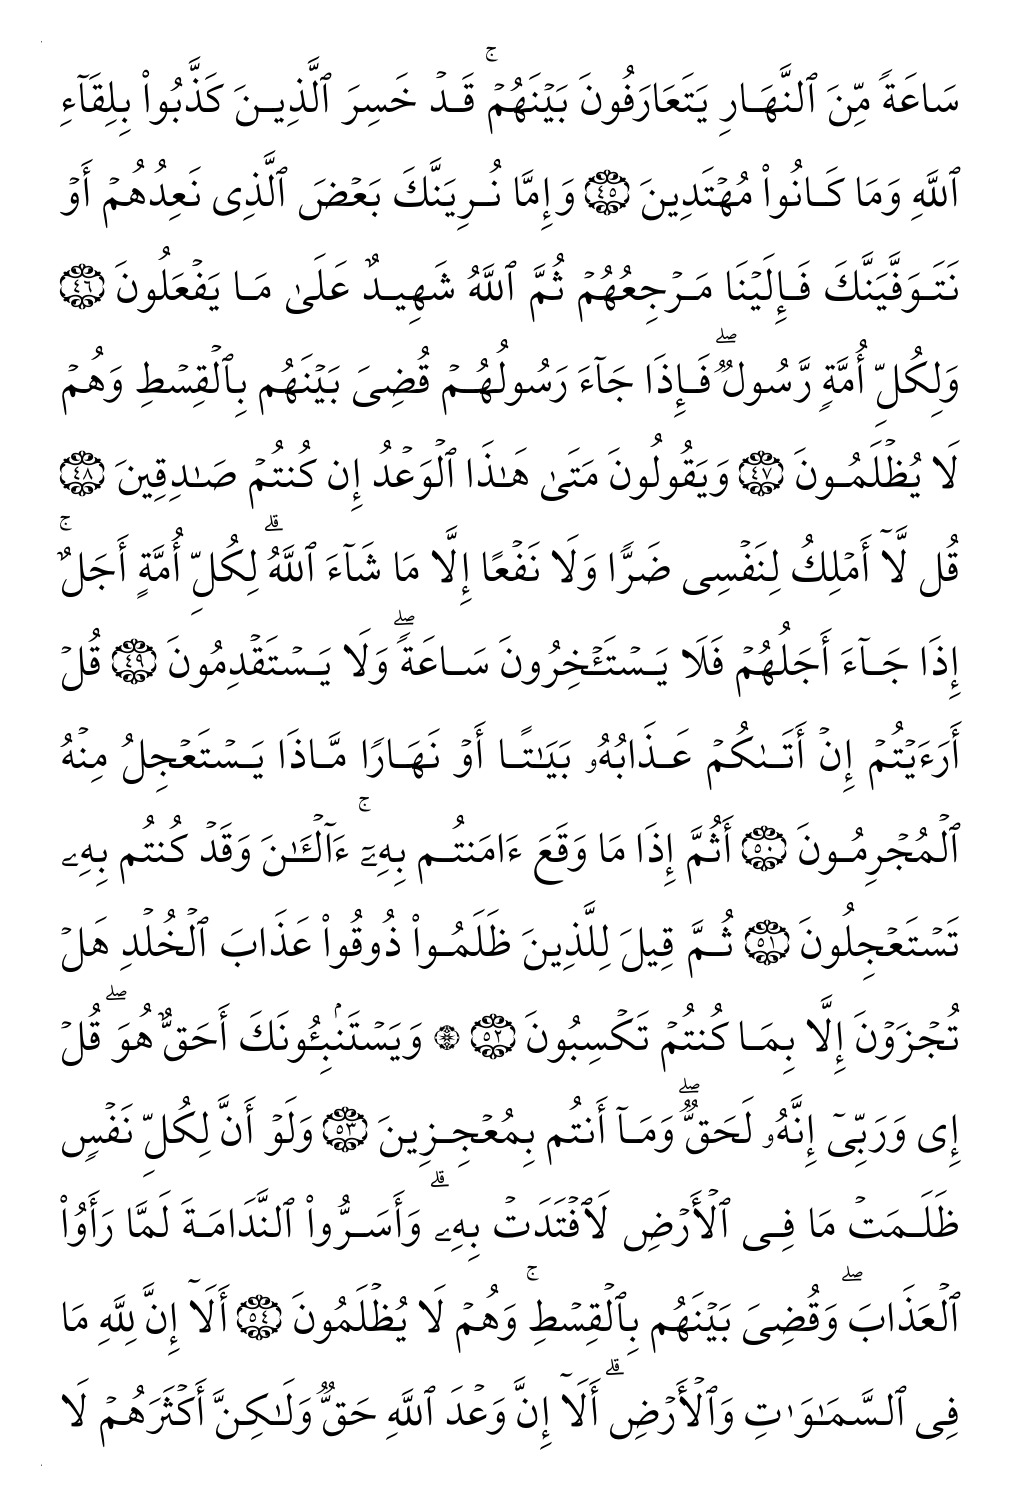 سَاعَةً مِّنَ ٱلنَّهَارِ يَتَعَارَفُونَ بَيۡنَهُمۡۚ قَدۡ خَسِرَ ٱلَّذِينَ كَذَّبُواْ بِلِقَآءِ
ٱللَّهِ وَمَا كَانُواْ مُهۡتَدِينَ ٤٥ وَإِمَّا نُرِيَنَّكَ بَعۡضَ ٱلَّذِى نَعِدُهُمۡ أَوۡ
نَتَوَفَّيَنَّكَ فَإِلَيۡنَا مَرۡجِعُهُمۡ ثُمَّ ٱللَّهُ شَهِيدٌ عَلَىٰ مَا يَفۡعَلُونَ ٤٦
وَلِكُلِّ أُمَّةٍ رَّسُولٌۖ فَإِذَا جَآءَ رَسُولُهُمۡ قُضِىَ بَيۡنَهُم بِٱلۡقِسۡطِ وَهُمۡ
لَا يُظۡلَمُونَ ٤٧ وَيَقُولُونَ مَتَىٰ هَـٰذَا ٱلۡوَعۡدُ إِن كُنتُمۡ صَـٰدِقِينَ ٤٨
قُل لَّآ أَمۡلِكُ لِنَفۡسِى ضَرًّا وَلَا نَفۡعًا إِلَّا مَا شَآءَ ٱللَّهُۗ لِكُلِّ أُمَّةٍ أَجَلٌۚ
إِذَا جَآءَ أَجَلُهُمۡ فَلَا يَسۡتَـٔۡخِرُونَ سَاعَةًۖ وَلَا يَسۡتَقۡدِمُونَ ٤٩ قُلۡ
أَرَءَيۡتُمۡ إِنۡ أَتَىٰكُمۡ عَذَابُهُۥ بَيَـٰتًا أَوۡ نَهَارًا مَّاذَا يَسۡتَعۡجِلُ مِنۡهُ
ٱلۡمُجۡرِمُونَ ٥٠ أَثُمَّ إِذَا مَا وَقَعَ ءَامَنتُم بِهِۦٓۚ ءَآلۡـَٔـٰنَ وَقَدۡ كُنتُم بِهِۦ
تَسۡتَعۡجِلُونَ ٥١ ثُمَّ قِيلَ لِلَّذِينَ ظَلَمُواْ ذُوقُواْ عَذَابَ ٱلۡخُلۡدِ هَلۡ
تُجۡزَوۡنَ إِلَّا بِمَا كُنتُمۡ تَكۡسِبُونَ ٥٢ ۞ وَيَسۡتَنۢبِـُٔونَكَ أَحَقٌّ هُوَۖ قُلۡ
إِى وَرَبِّىٓ إِنَّهُۥ لَحَقٌّۖ وَمَآ أَنتُم بِمُعۡجِزِينَ ٥٣ وَلَوۡ أَنَّ لِكُلِّ نَفۡسٍ
ظَلَمَتۡ مَا فِى ٱلۡأَرۡضِ لَٱفۡتَدَتۡ بِهِۦۗ وَأَسَرُّواْ ٱلنَّدَامَةَ لَمَّا رَأَوُاْ
ٱلۡعَذَابَۖ وَقُضِىَ بَيۡنَهُم بِٱلۡقِسۡطِۚ وَهُمۡ لَا يُظۡلَمُونَ ٥٤ أَلَآ إِنَّ لِلَّهِ مَا
فِى ٱلسَّمَـٰوَٰتِ وَٱلۡأَرۡضِۗ أَلَآ إِنَّ وَعۡدَ ٱللَّهِ حَقٌّ وَلَـٰكِنَّ أَكۡثَرَهُمۡ لَا